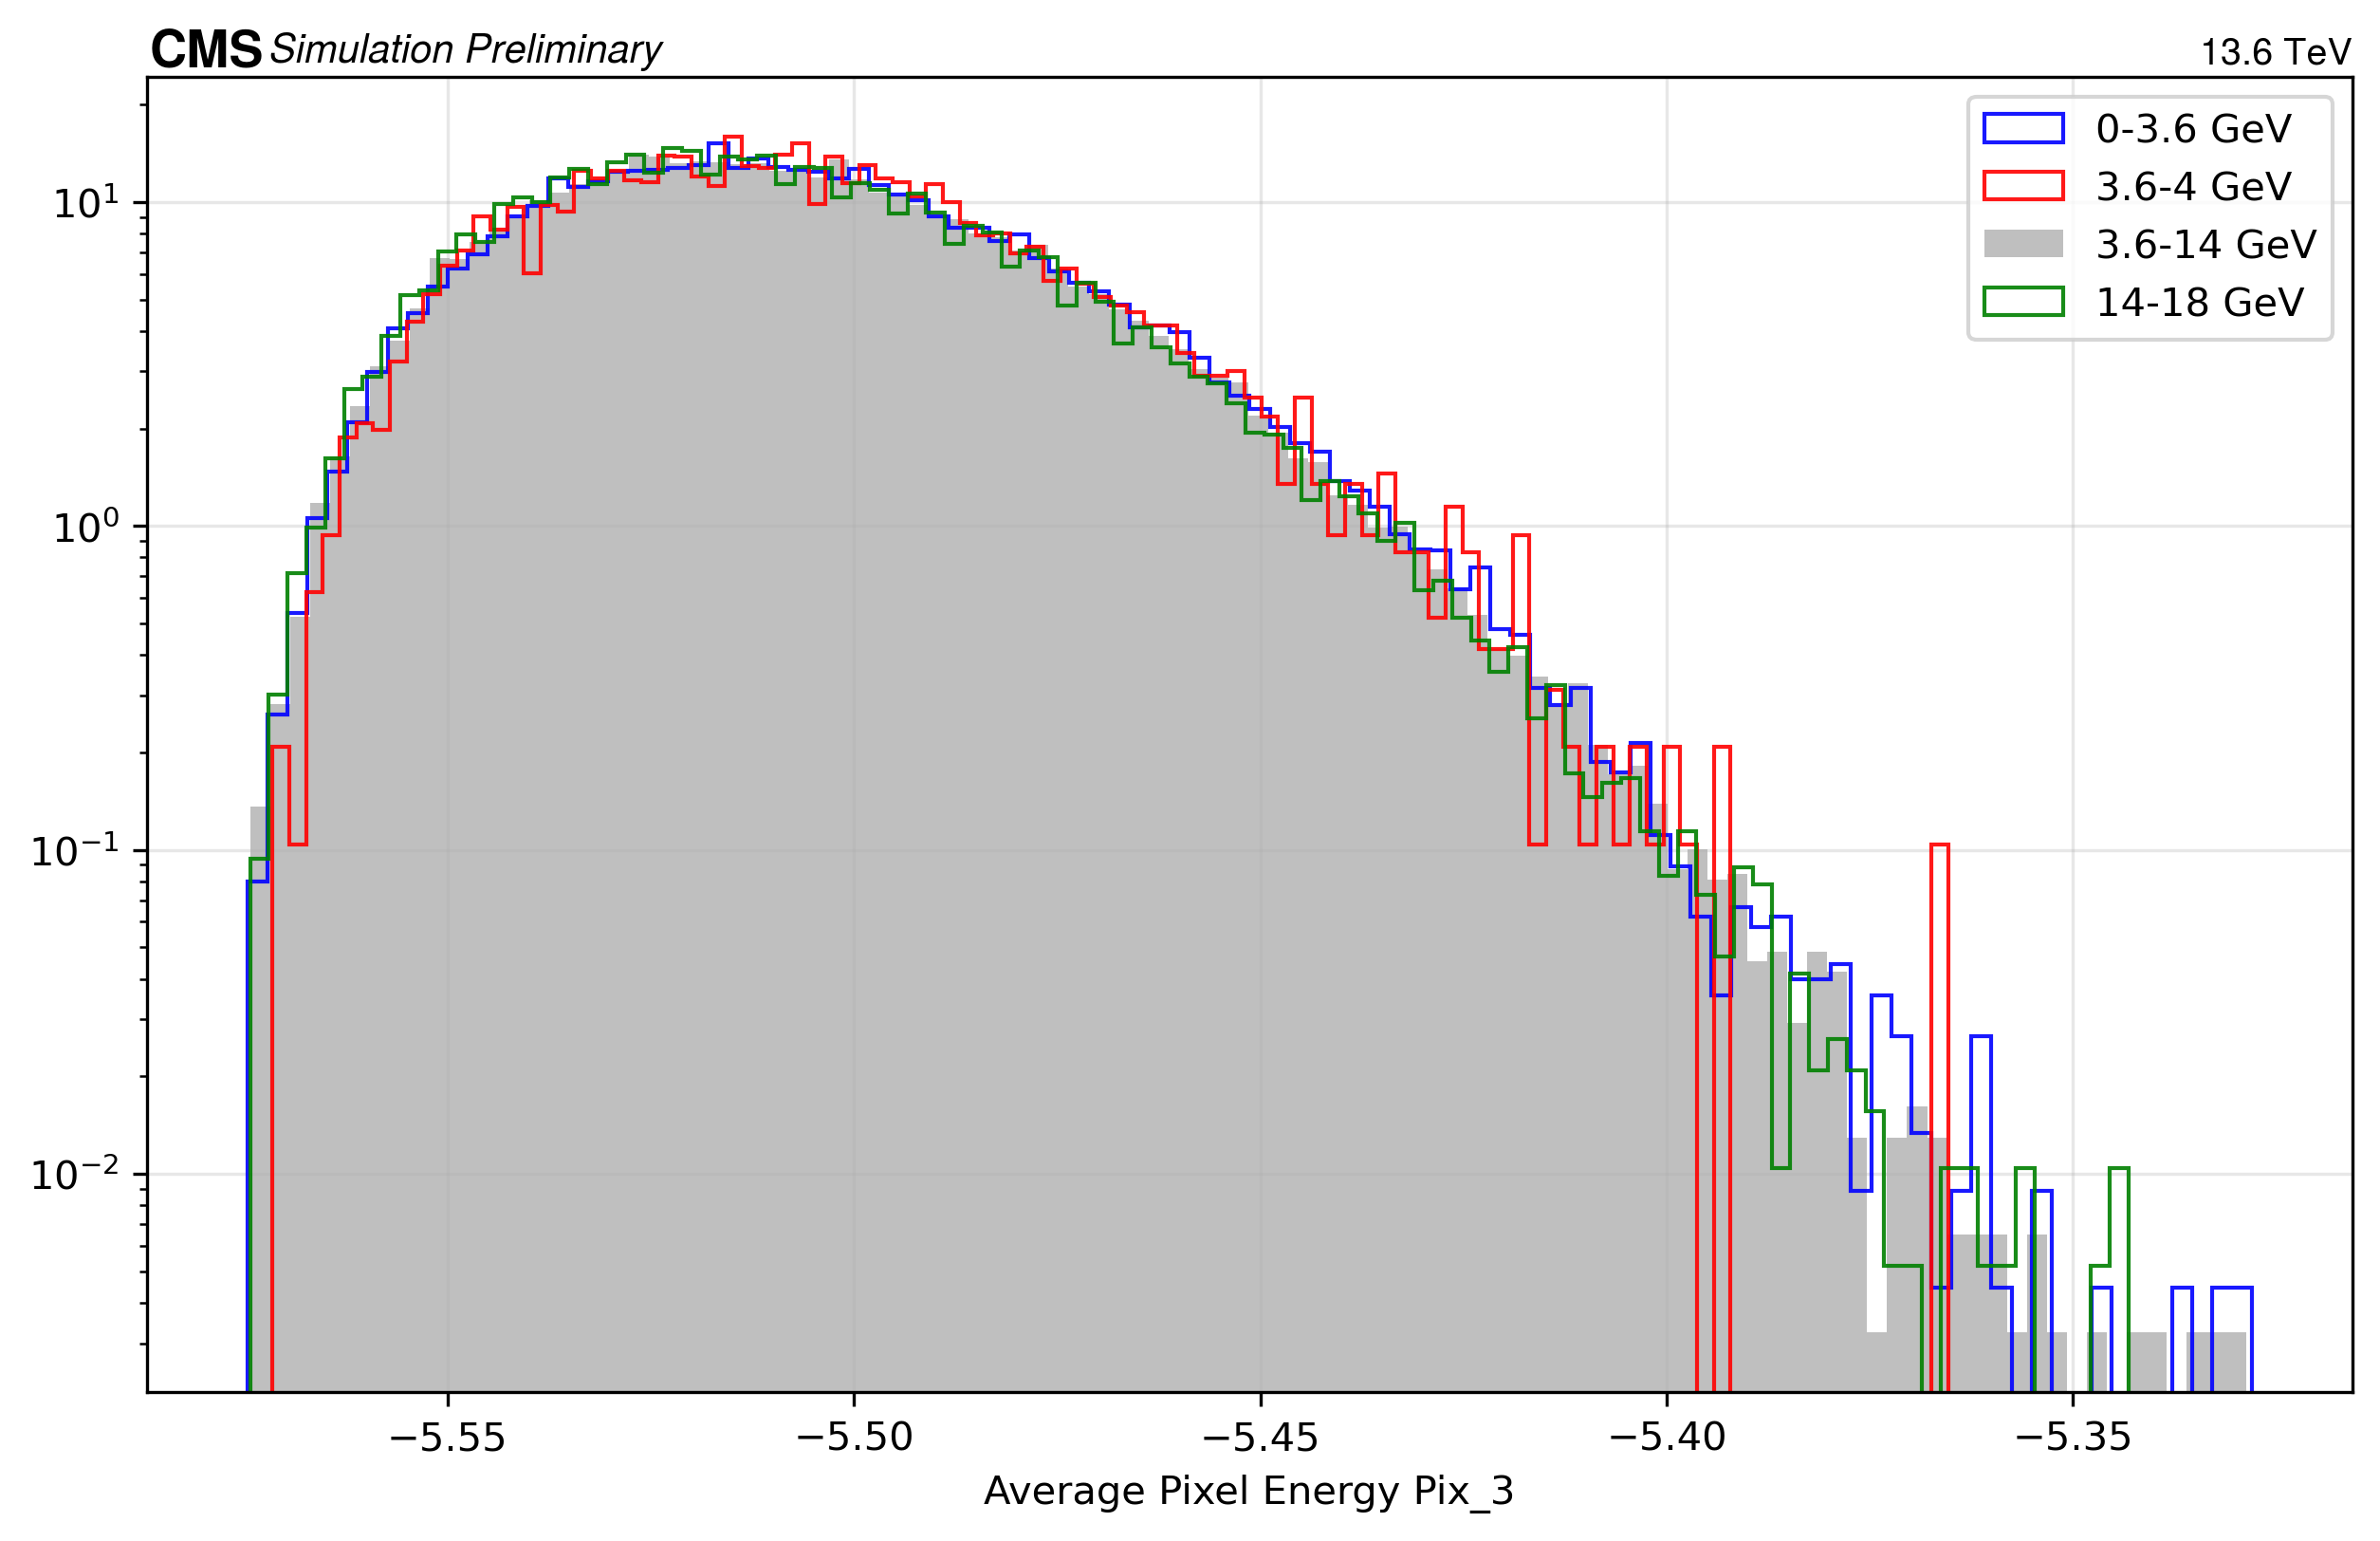 CMS Simulation Preliminary 13.6 TeV
0-3.6 GeV
3.6-4 GeV
3.6-14 GeV
14-18 GeV
10¹
10⁰
10⁻¹
10⁻²
−5.55 −5.50 −5.45 −5.40 −5.35
Average Pixel Energy Pix_3